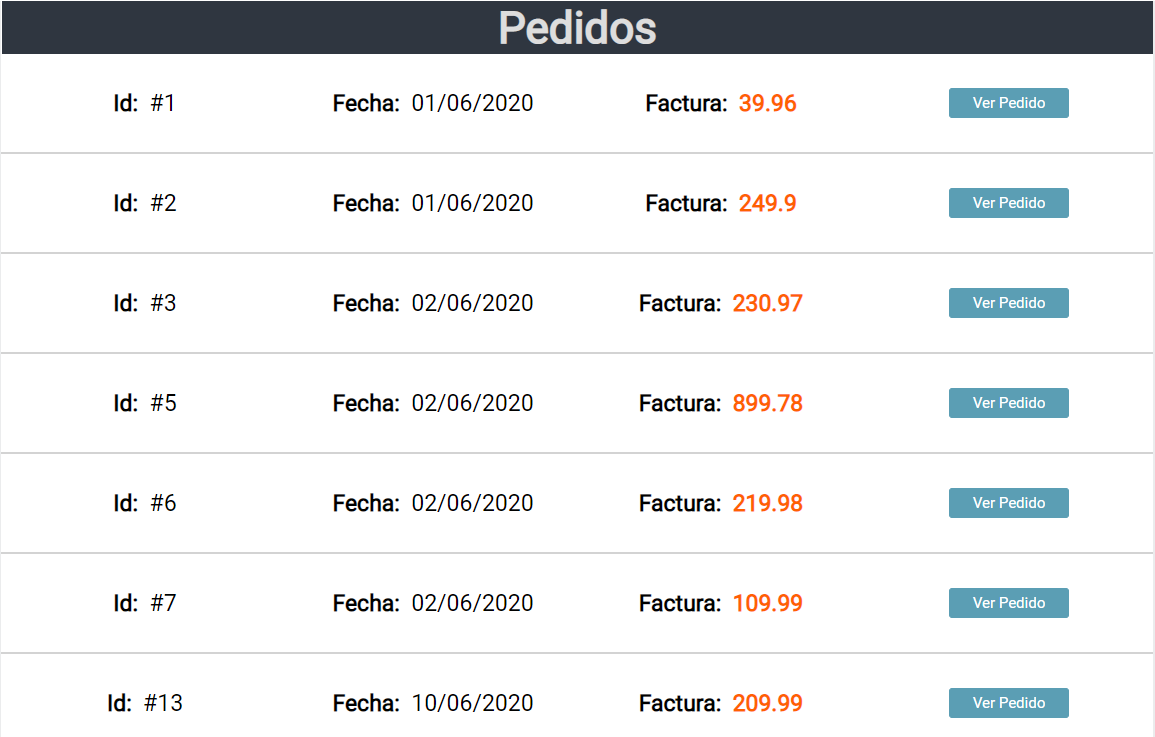 Pedidos
Id: #1 Fecha: 01/06/2020 Factura: 39.96 Ver Pedido
Id: #2 Fecha: 01/06/2020 Factura: 249.9 Ver Pedido
Id: #3 Fecha: 02/06/2020 Factura: 230.97 Ver Pedido
Id: #5 Fecha: 02/06/2020 Factura: 899.78 Ver Pedido
Id: #6 Fecha: 02/06/2020 Factura: 219.98 Ver Pedido
Id: #7 Fecha: 02/06/2020 Factura: 109.99 Ver Pedido
Id: #13 Fecha: 10/06/2020 Factura: 209.99 Ver Pedido